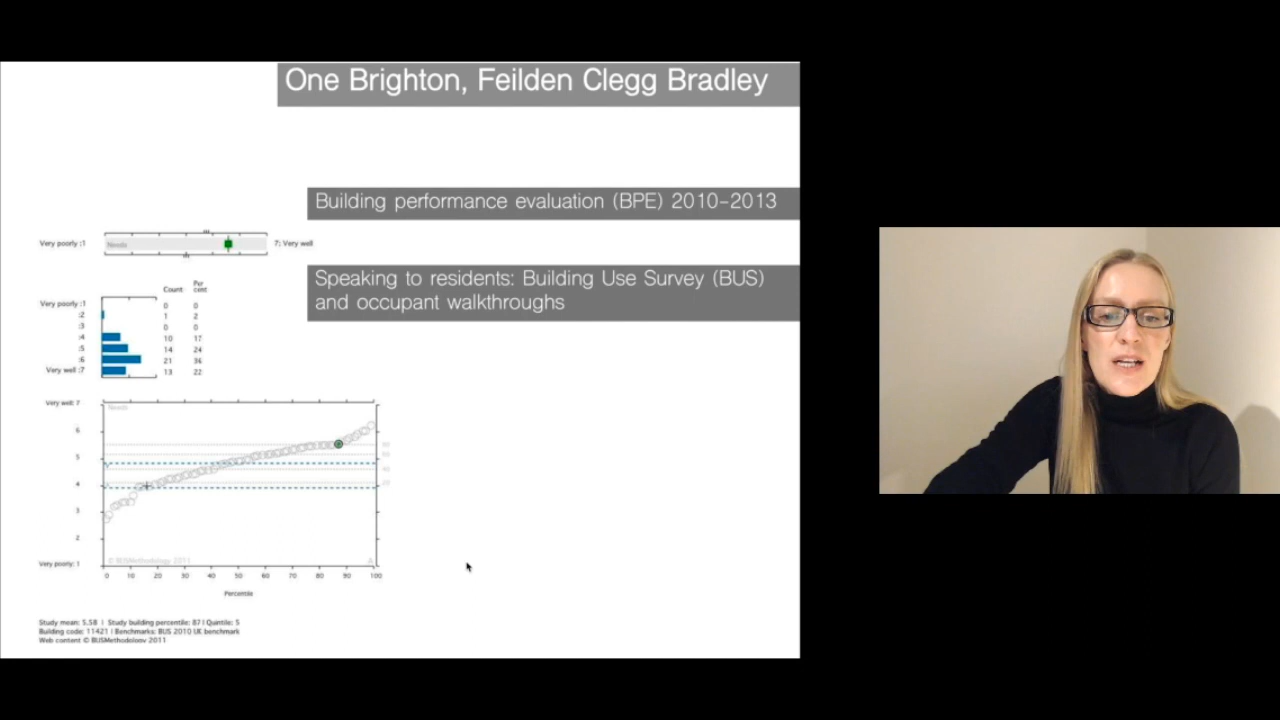 One Brighton, Feilden Clegg Bradley
Building performance evaluation (BPE) 2010-2013
Speaking to residents: Building Use Survey (BUS)
and occupant walkthroughs
Very poorly :1
Needs
7: Very well
Count
Per
cent
Very poorly :1 0 0
:2 1 2
:3 0 0
:4 10 17
:5 14 24
:6 21 36
Very well :7 13 22
Very well: 7
Needs
6
5
4
3
2
Very poorly: 1
© BUSMethodology 2011
0 10 20 30 40 50 60 70 80 90 100
Percentile
Study mean: 5.58 | Study building percentile: 87 | Quintile: 5
Building code: 11421 | Benchmarks: BUS 2010 UK benchmark
Web content © BUSMethodology 2011